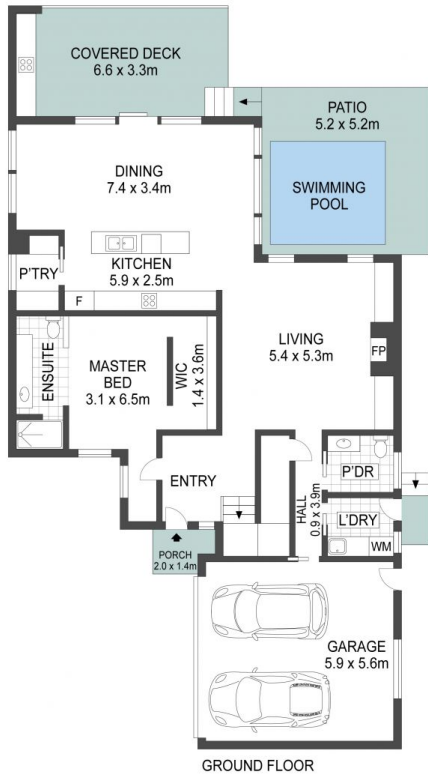 COVERED DECK
6.6 x 3.3m
PATIO
5.2 x 5.2m
DINING
7.4 x 3.4m
SWIMMING
POOL
P'TRY
KITCHEN
5.9 x 2.5m
F
LIVING
5.4 x 5.3m
FP
ENSUITE
MASTER
BED
3.1 x 6.5m
WIC
1.4 x 3.6m
ENTRY
P'DR
HALL
0.9 x 3.9m
L'DRY
WM
PORCH
2.0 x 1.4m
GARAGE
5.9 x 5.6m
GROUND FLOOR